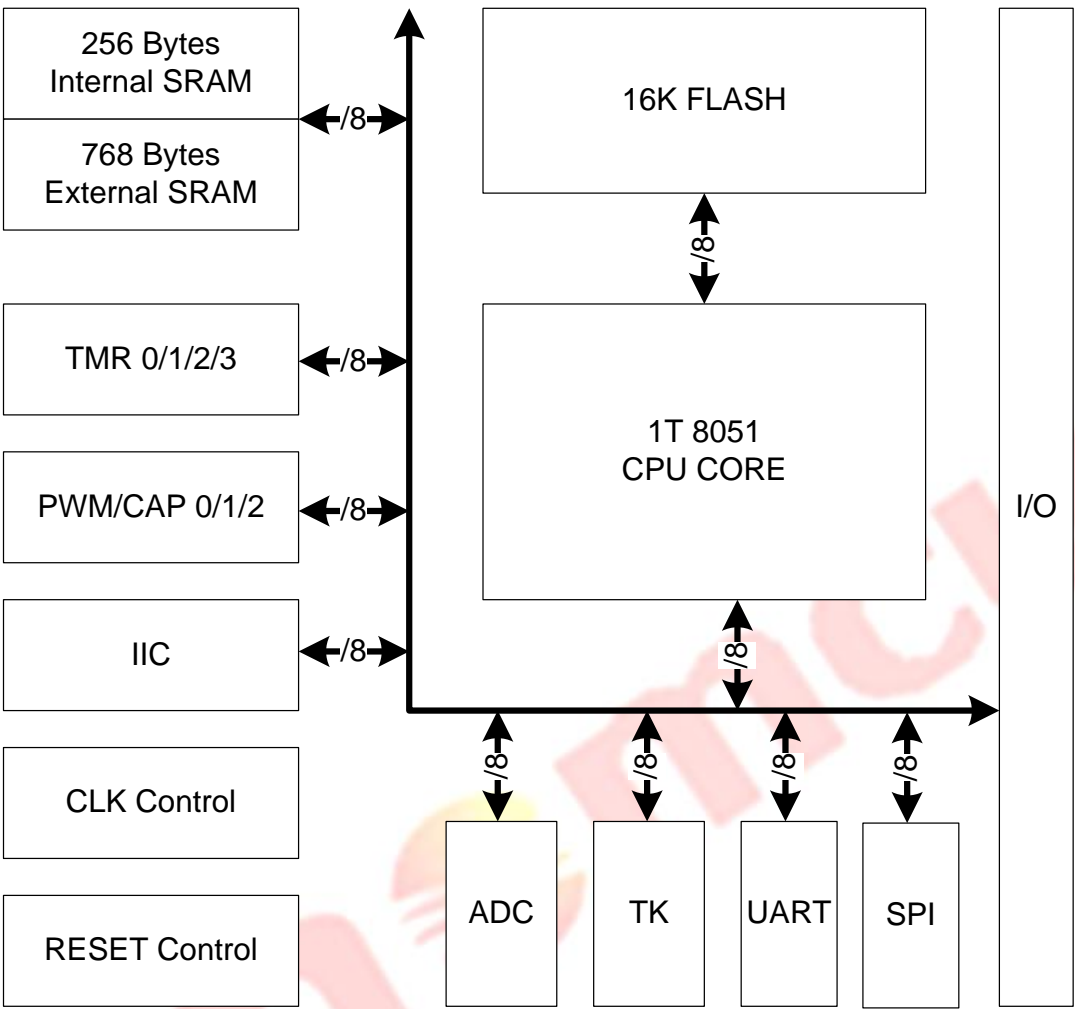 256 Bytes
Internal SRAM
768 Bytes
External SRAM
/8
16K FLASH
/8
TMR 0/1/2/3
/8
1T 8051
CPU CORE
PWM/CAP 0/1/2
/8
I/O
IIC
/8
/8
CLK Control
/8
/8
/8
/8
ADC
TK
UART
SPI
RESET Control